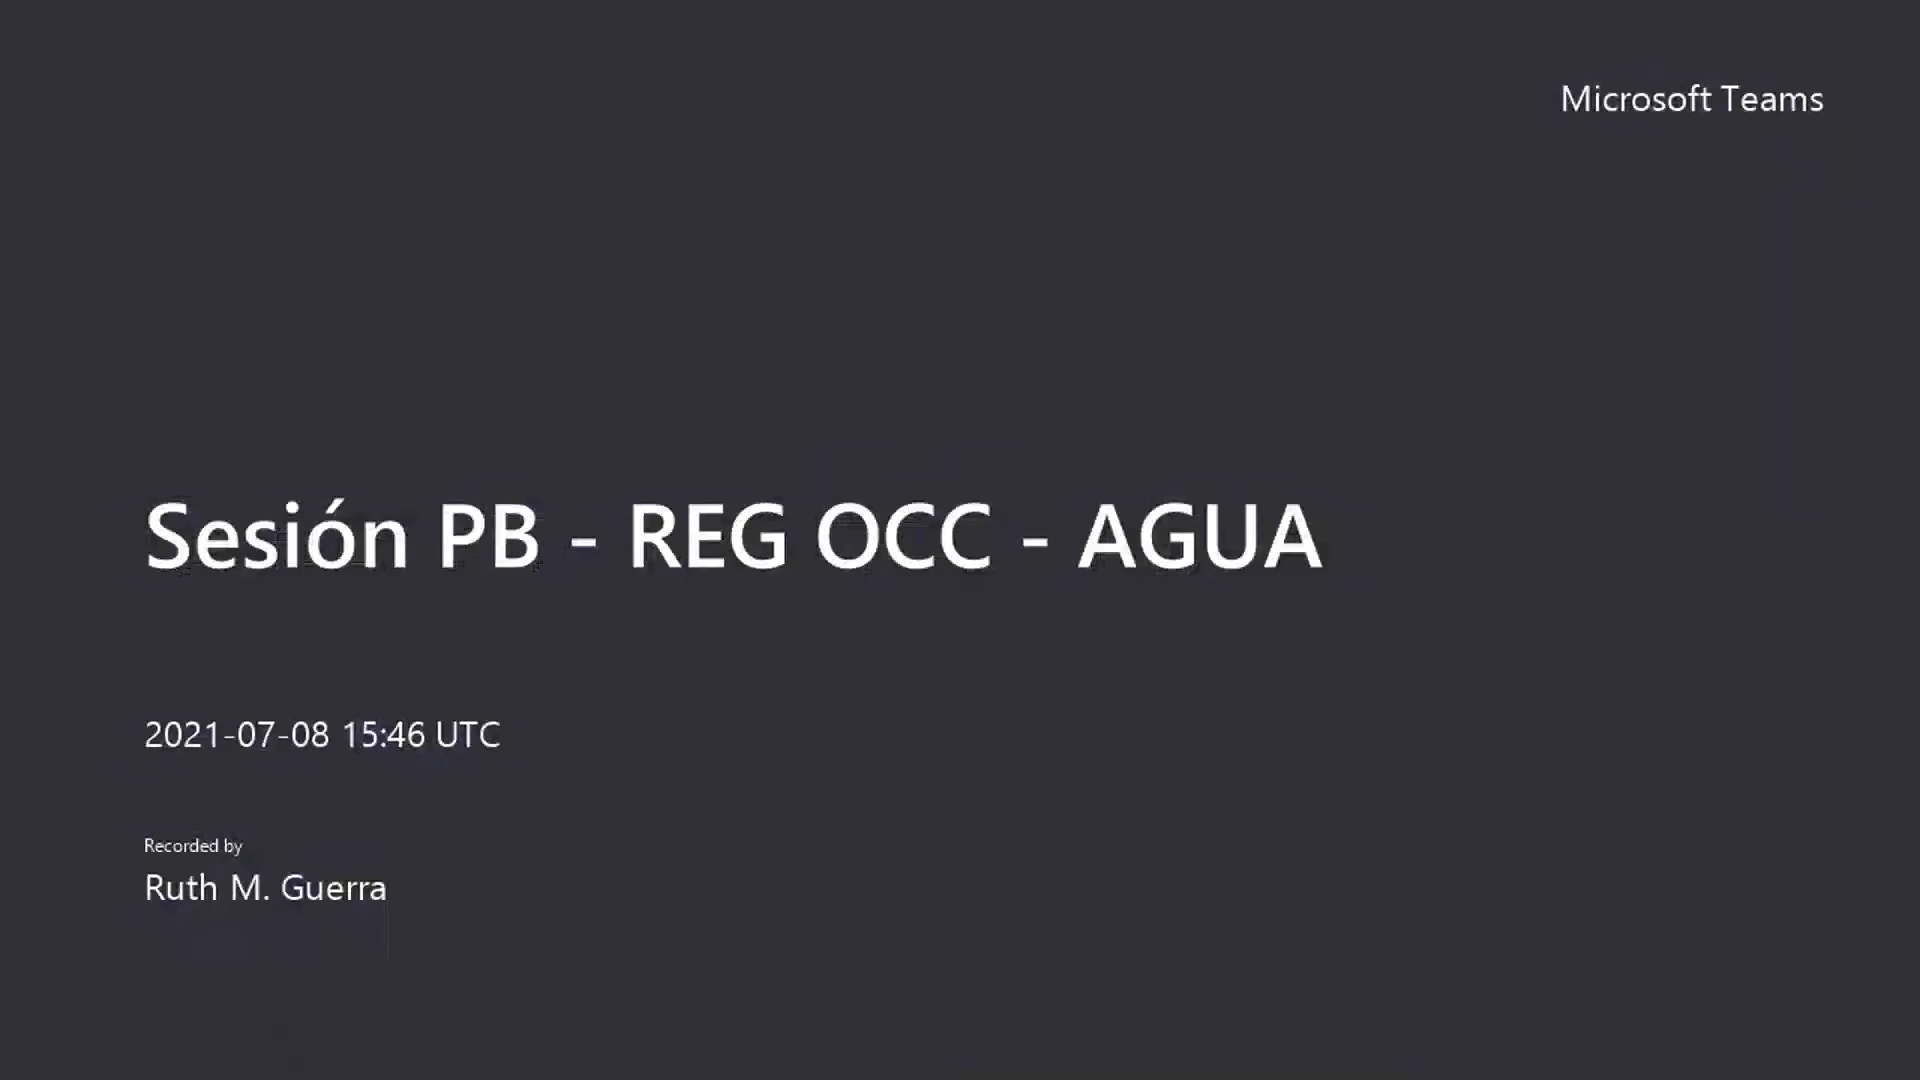 Microsoft Teams
Sesión PB - REG OCC - AGUA
2021-07-08 15:46 UTC
Recorded by
Ruth M. Guerra